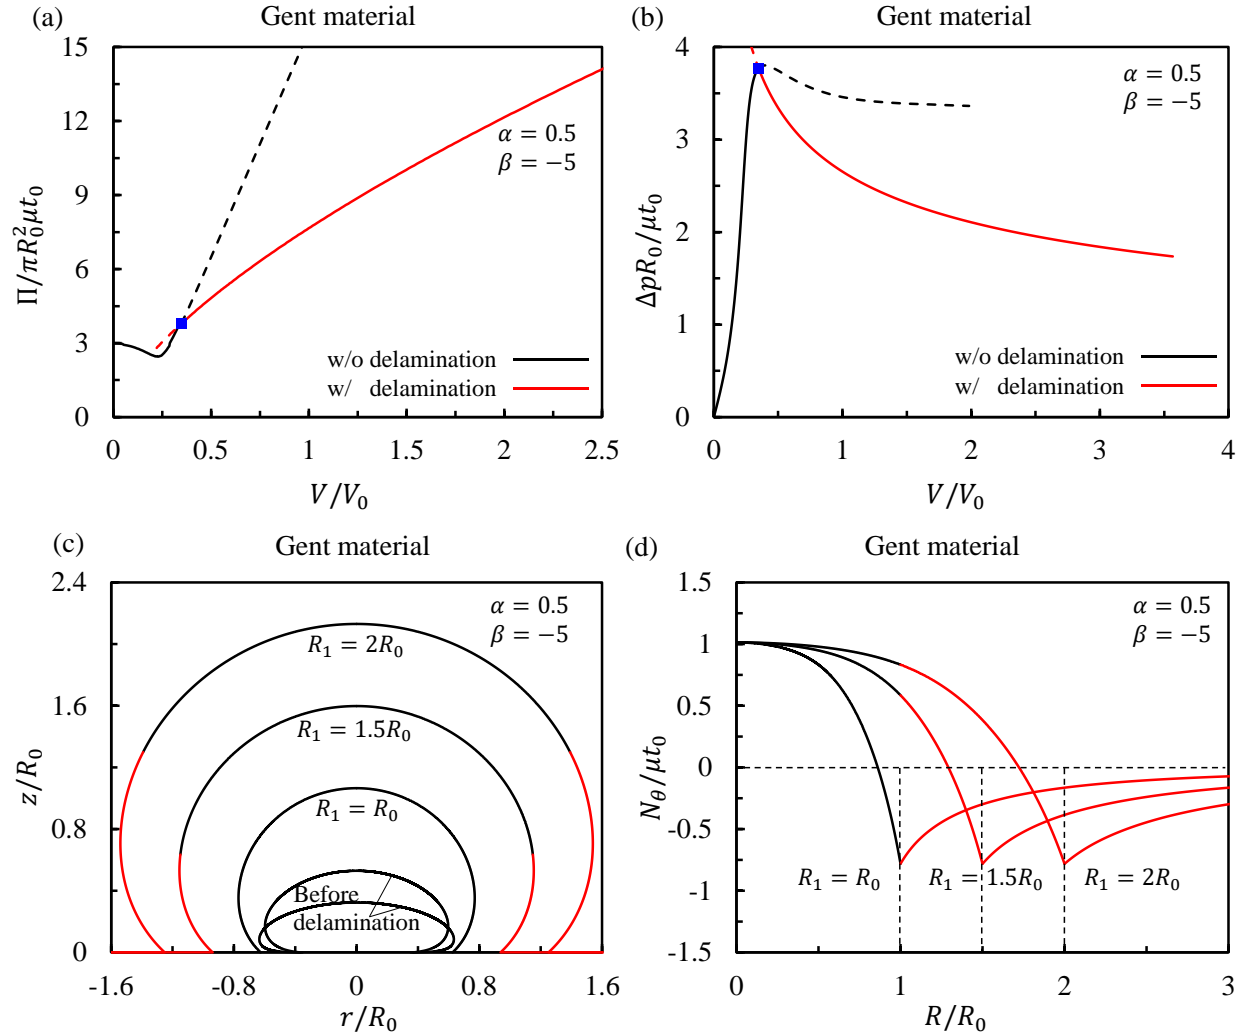 (a)
Gent material
15
12
9
6
3
0
Π/πR₀²μt₀
α = 0.5
β = −5
w/o delamination
w/ delamination
0
0.5
1
1.5
2
2.5
V/V₀
(b)
Gent material
4
3
2
1
0
ΔpR₀/μt₀
α = 0.5
β = −5
w/o delamination
w/ delamination
0
1
2
3
4
V/V₀
(c)
Gent material
2.4
1.6
0.8
0
z/R₀
α = 0.5
β = −5
R₁ = 2R₀
R₁ = 1.5R₀
R₁ = R₀
Before
delamination
-1.6
-0.8
0
0.8
1.6
r/R₀
(d)
Gent material
1.5
1
0.5
0
-0.5
-1
-1.5
N_θ/μt₀
α = 0.5
β = −5
R₁ = R₀
R₁ = 1.5R₀
R₁ = 2R₀
0
1
2
3
R/R₀